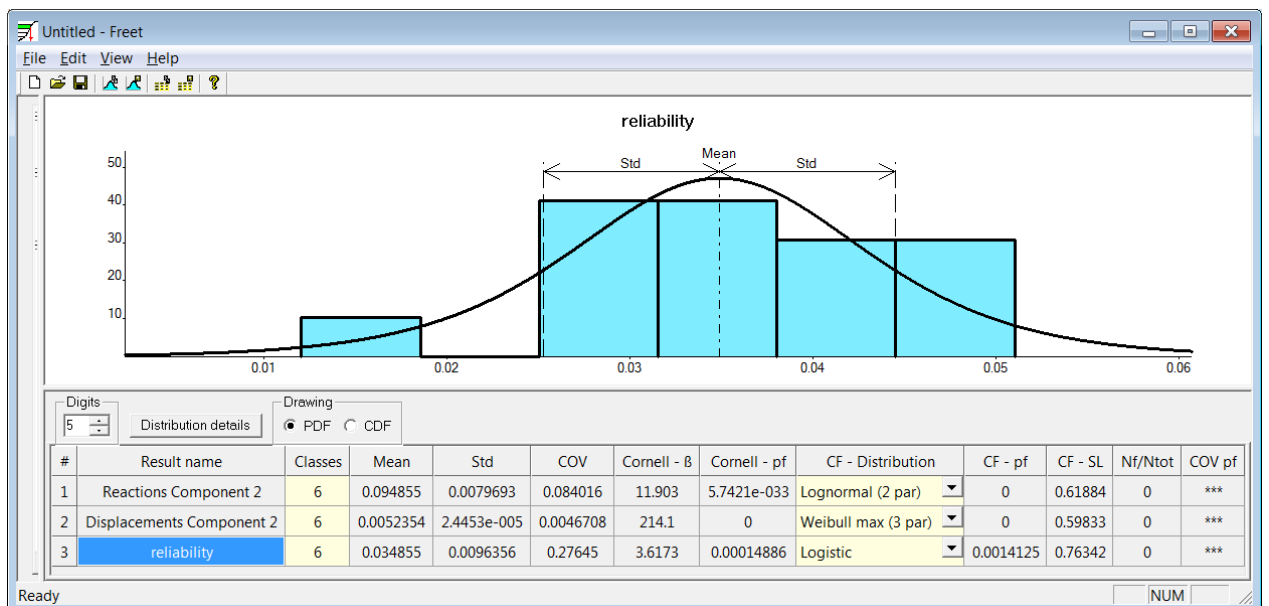 Untitled - Freet
File Edit View Help
reliability
Std Mean Std
50
40
30
20
10
0.01 0.02 0.03 0.04 0.05 0.06
Digits Drawing
5 Distribution details PDF CDF
# Result name Classes Mean Std COV Cornell - ß Cornell - pf CF - Distribution CF - pf CF - SL Nf/Ntot COV pf
1 Reactions Component 2 6 0.094855 0.0079693 0.084016 11.903 5.7421e-033 Lognormal (2 par) 0 0.61884 0 ***
2 Displacements Component 2 6 0.0052354 2.4453e-005 0.0046708 214.1 0 Weibull max (3 par) 0 0.59833 0 ***
3 reliability 6 0.034855 0.0096356 0.27645 3.6173 0.00014886 Logistic 0.0014125 0.76342 0 ***
Ready NUM